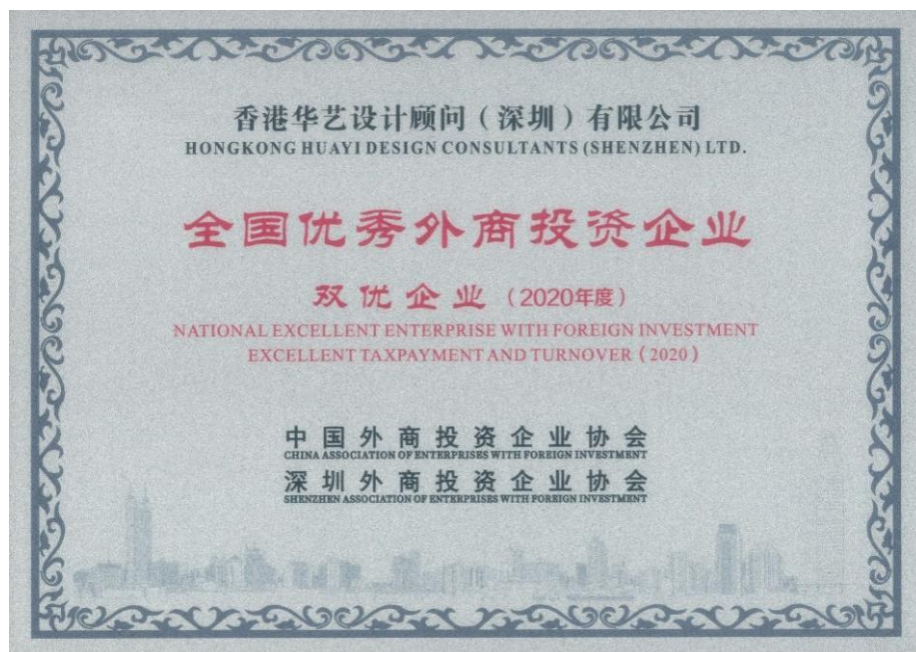 香港华艺设计顾问（深圳）有限公司
HONGKONG HUAYI DESIGN CONSULTANTS (SHENZHEN) LTD.
全国优秀外商投资企业
双优企业（2020年度）
NATIONAL EXCELLENT ENTERPRISE WITH FOREIGN INVESTMENT
EXCELLENT TAXPAYMENT AND TURNOVER（2020）
中国外商投资企业协会
CHINA ASSOCIATION OF ENTERPRISES WITH FOREIGN INVESTMENT
深圳外商投资企业协会
SHENZHEN ASSOCIATION OF ENTERPRISES WITH FOREIGN INVESTMENT